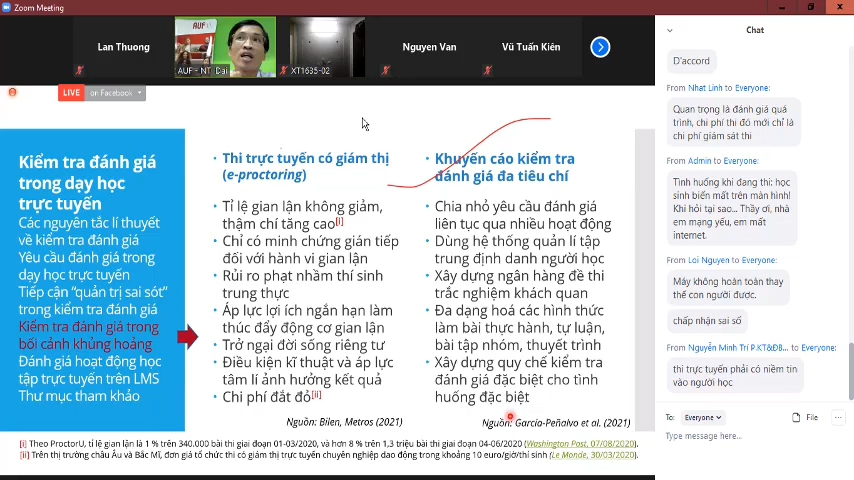 Zoom Meeting
Lan Thuong
AUF - NT. Dai
XT1635-02
Nguyen Van
Vũ Tuấn Kiên
LIVE on Facebook
Kiểm tra đánh giá
trong dạy học
trực tuyến
Các nguyên tắc lí thuyết
về kiểm tra đánh giá
Yêu cầu đánh giá trong
dạy học trực tuyến
Tiếp cận “quản trị sai sót”
trong kiểm tra đánh giá
Kiểm tra đánh giá trong
bối cảnh khủng hoảng
Đánh giá hoạt động học
tập trực tuyến trên LMS
Thư mục tham khảo
• Thi trực tuyến có giám thị
(e-proctoring)
• Tỉ lệ gian lận không giảm,
thậm chí tăng cao[i]
• Chỉ có minh chứng gián tiếp
đối với hành vi gian lận
• Rủi ro phạt nhầm thí sinh
trung thực
• Áp lực lợi ích ngắn hạn làm
thúc đẩy động cơ gian lận
• Trở ngại đời sống riêng tư
• Điều kiện kĩ thuật và áp lực
tâm lí ảnh hưởng kết quả
• Chi phí đắt đỏ[ii]
Nguồn: Bilen, Metros (2021)
• Khuyến cáo kiểm tra
đánh giá đa tiêu chí
• Chia nhỏ yêu cầu đánh giá
liên tục qua nhiều hoạt động
• Dùng hệ thống quản lí tập
trung định danh người học
• Xây dựng ngân hàng đề thi
trắc nghiệm khách quan
• Đa dạng hoá các hình thức
làm bài thực hành, tự luận,
bài tập nhóm, thuyết trình
• Xây dựng quy chế kiểm tra
đánh giá đặc biệt cho tình
huống đặc biệt
Nguồn: García-Peñalvo et al. (2021)
[i] Theo ProctorU, tỉ lệ gian lận là 1 % trên 340.000 bài thi giai đoạn 01-03/2020, và hơn 8 % trên 1,3 triệu bài thi giai đoạn 04-06/2020 (Washington Post, 07/08/2020).
[ii] Trên thị trường châu Âu và Bắc Mĩ, đơn giá tổ chức thi có giám thị trực tuyến chuyên nghiệp dao động trong khoảng 10 euro/giờ/thí sinh (Le Monde, 30/03/2020).
Chat
D'accord
From Nhat Linh to Everyone:
Quan trọng là đánh giá quá
trình, chi phí thi đó mới chỉ là
chi phí giám sát thi
From Admin to Everyone:
Tình huống khi đang thi: học
sinh biến mất trên màn hình!
Khi hỏi tại sao... Thầy ơi, nhà
em mạng yếu, em mất
internet.
From Loi Nguyen to Everyone:
Máy không hoàn toàn thay
thế con người được.
chấp nhận sai số
From Nguyễn Minh Trí P.KT&ĐB... to Everyone:
thi trực tuyến phải có niềm tin
vào người học
To: Everyone
File
Type message here...